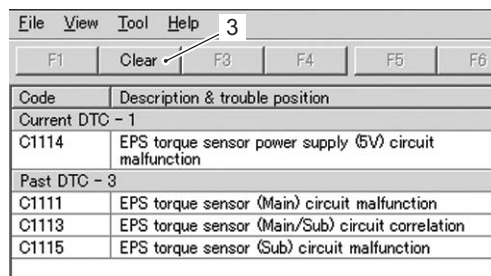 File View Tool Help
3
F1 Clear F3 F4 F5 F6
Code Description & trouble position
Current DTC - 1
C1114 EPS torque sensor power supply (5V) circuit
malfunction
Past DTC - 3
C1111 EPS torque sensor (Main) circuit malfunction
C1113 EPS torque sensor (Main/Sub) circuit correlation
C1115 EPS torque sensor (Sub) circuit malfunction